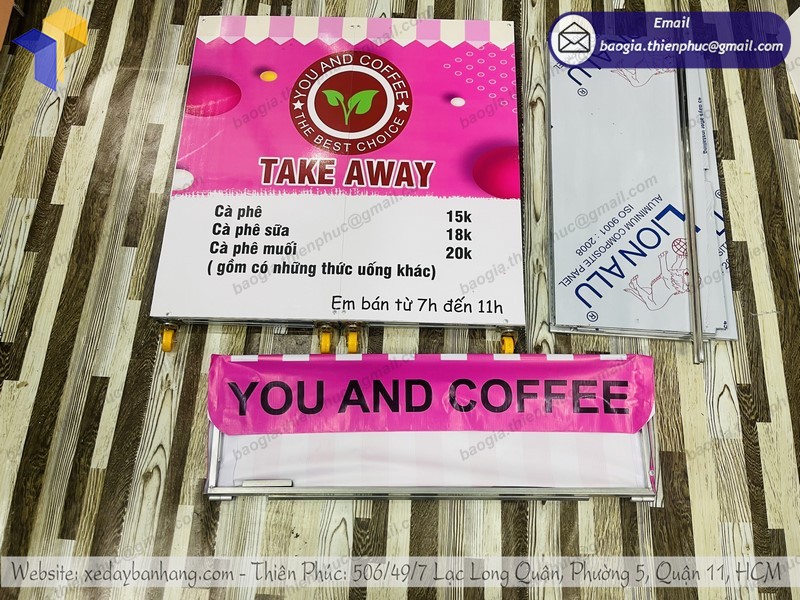 Email
baogia.thienphuc@gmail.com
YOU AND COFFEE
THE BEST CHOICE
TAKE AWAY
Cà phê 15k
Cà phê sữa 18k
Cà phê muối 20k
( gồm có những thức uống khác)
Em bán từ 7h đến 11h
LIONALU®
ALUMINIUM COMPOSITE PANEL
ISO 9001 : 2008
YOU AND COFFEE
Website: xedaybanhang.com - Thiên Phúc: 506/49/7 Lạc Long Quân, Phường 5, Quận 11, HCM